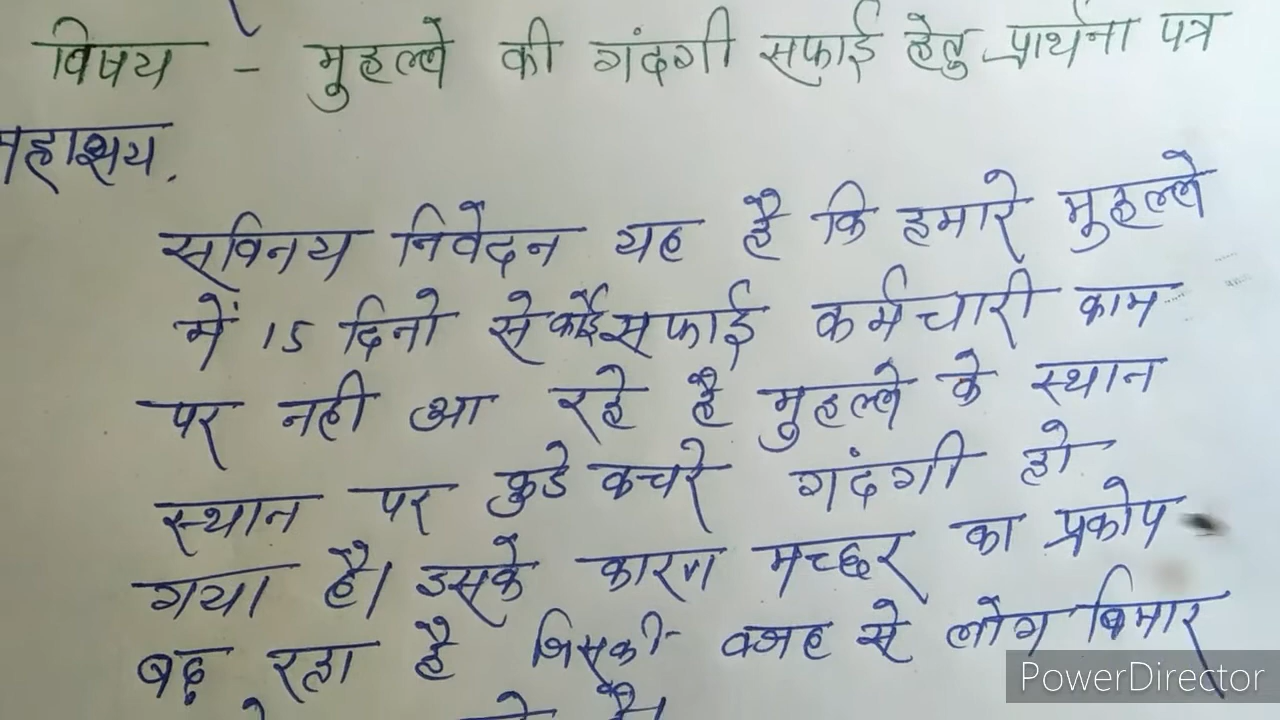 विषय - मुहल्ले की गंदगी सफाई हेतु प्रार्थना पत्र
महाशय,
सविनय निवेदन यह है कि हमारे मुहल्ले
में 15 दिनो से कोई सफाई कर्मचारी काम
पर नही आ रहे है मुहल्ले के स्थान
स्थान पर कुडे कचरे गंदगी हो
गया है। इसके कारण मच्छर का प्रकोप
बढ़ रहा है जिसकी वजह से लोग बिमार
है।
PowerDirector